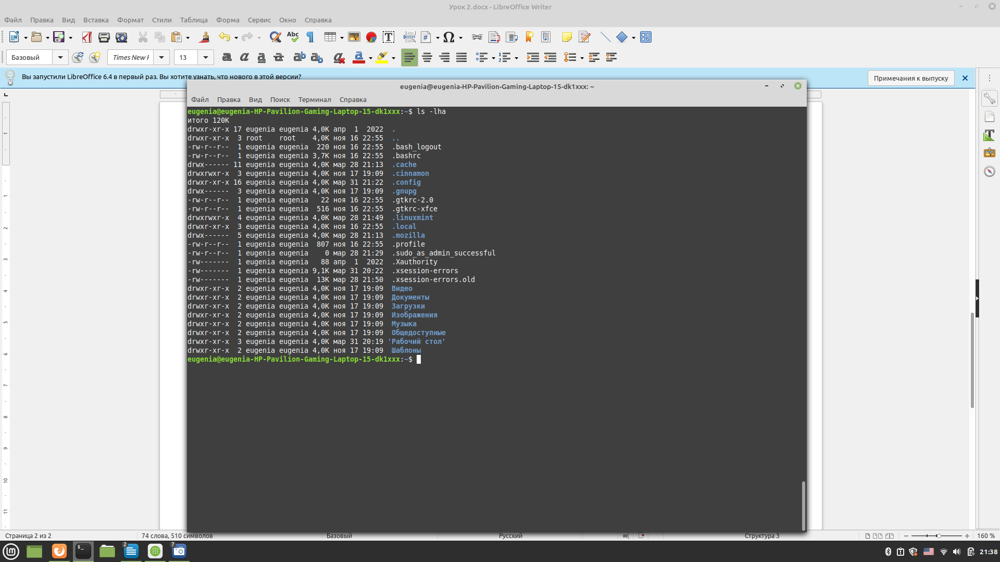 Урок 2.docx - LibreOffice Writer
Файл Правка Вид Вставка Формат Стили Таблица Форма Сервис Окно Справка
Базовый Times New 13
Вы запустили LibreOffice 6.4 в первый раз. Вы хотите узнать, что нового в этой версии? Примечания к выпуску
eugenia@eugenia-HP-Pavilion-Gaming-Laptop-15-dk1xxx: ~
Файл Правка Вид Поиск Терминал Справка
eugenia@eugenia-HP-Pavilion-Gaming-Laptop-15-dk1xxx:~$ ls -lha
итого 120K
drwxr-xr-x 17 eugenia eugenia 4,0K апр  1  2022  .
drwxr-xr-x  3 root    root    4,0K ноя 16 22:55  ..
-rw-r--r--  1 eugenia eugenia  220 ноя 16 22:55  .bash_logout
-rw-r--r--  1 eugenia eugenia 3,7K ноя 16 22:55  .bashrc
drwx------ 11 eugenia eugenia 4,0K мар 28 21:13  .cache
drwxrwxr-x  3 eugenia eugenia 4,0K ноя 17 19:09  .cinnamon
drwxr-xr-x 16 eugenia eugenia 4,0K мар 31 21:22  .config
drwx------  3 eugenia eugenia 4,0K ноя 17 19:09  .gnupg
-rw-r--r--  1 eugenia eugenia   22 ноя 16 22:55  .gtkrc-2.0
-rw-r--r--  1 eugenia eugenia  516 ноя 16 22:55  .gtkrc-xfce
drwxrwxr-x  4 eugenia eugenia 4,0K мар 28 21:49  .linuxmint
drwxr-xr-x  3 eugenia eugenia 4,0K ноя 16 22:55  .local
drwx------  5 eugenia eugenia 4,0K мар 28 21:13  .mozilla
-rw-r--r--  1 eugenia eugenia  807 ноя 16 22:55  .profile
-rw-r--r--  1 eugenia eugenia    0 мар 28 21:29  .sudo_as_admin_successful
-rw-------  1 eugenia eugenia   88 апр  1  2022  .Xauthority
-rw-------  1 eugenia eugenia 9,1K мар 31 20:22  .xsession-errors
-rw-------  1 eugenia eugenia  13K мар 28 21:50  .xsession-errors.old
drwxr-xr-x  2 eugenia eugenia 4,0K ноя 17 19:09  Видео
drwxr-xr-x  2 eugenia eugenia 4,0K ноя 17 19:09  Документы
drwxr-xr-x  2 eugenia eugenia 4,0K ноя 17 19:09  Загрузки
drwxr-xr-x  2 eugenia eugenia 4,0K ноя 17 19:09  Изображения
drwxr-xr-x  2 eugenia eugenia 4,0K ноя 17 19:09  Музыка
drwxr-xr-x  2 eugenia eugenia 4,0K ноя 17 19:09  Общедоступные
drwxr-xr-x  3 eugenia eugenia 4,0K мар 31 20:19 'Рабочий стол'
drwxr-xr-x  2 eugenia eugenia 4,0K ноя 17 19:09  Шаблоны
eugenia@eugenia-HP-Pavilion-Gaming-Laptop-15-dk1xxx:~$
Страница 2 из 2 74 слова, 510 символов Базовый Русский Структура 3 160 %
2 7 21:38